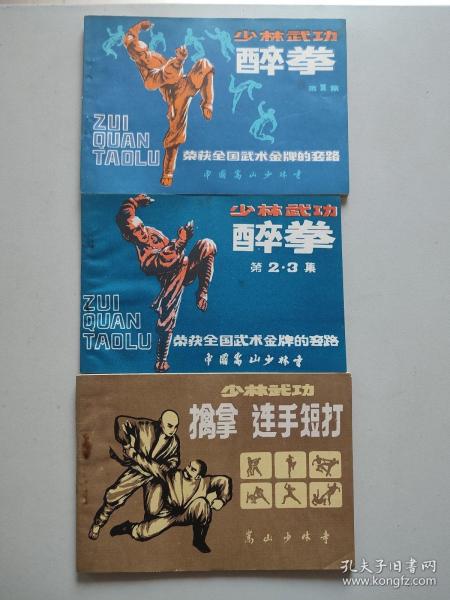 少林武功
醉拳
第Ⅲ集
ZUI
QUAN
TAOLU
荣获全国武术金牌的套路
中国嵩山少林寺
少林武功
醉拳
第2·3集
ZUI
QUAN
TAOLU
荣获全国武术金牌的套路
中国嵩山少林寺
少林武功
擒拿 连手短打
嵩山少林寺
孔夫子旧书网
www.kongfz.com